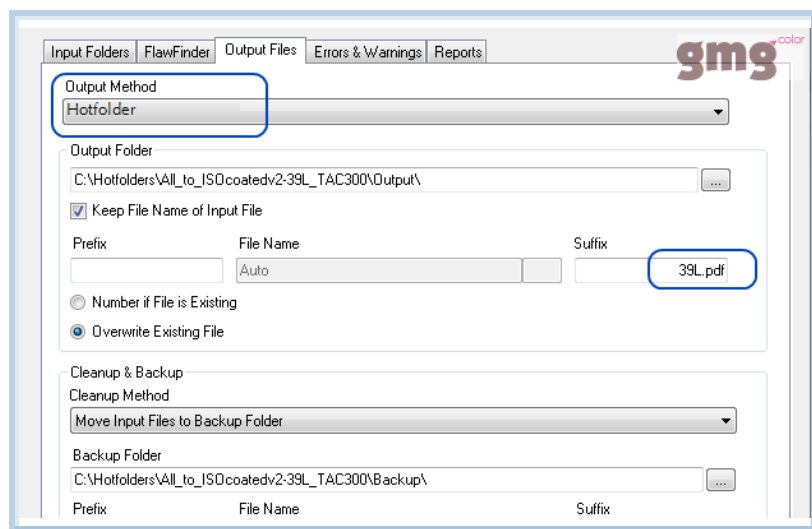 Input Folders FlawFinder Output Files Errors & Warnings Reports
gmg color
Output Method
Hotfolder
Output Folder
C:\Hotfolders\All_to_ISOcoatedv2-39L_TAC300\Output\
...
Keep File Name of Input File
Prefix File Name Suffix
Auto 39L.pdf
Number if File is Existing
Overwrite Existing File
Cleanup & Backup
Cleanup Method
Move Input Files to Backup Folder
Backup Folder
C:\Hotfolders\All_to_ISOcoatedv2-39L_TAC300\Backup\
...
Prefix File Name Suffix